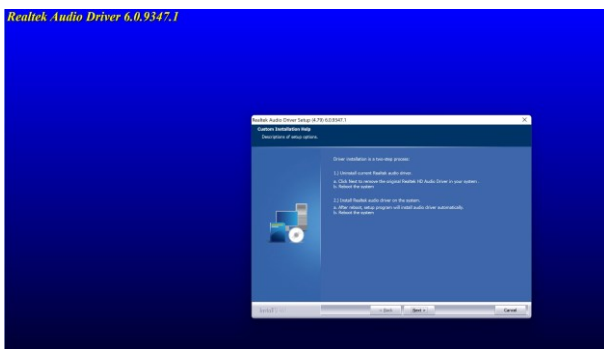 Realtek Audio Driver 6.0.9347.1
Realtek Audio Driver Setup (4.79) 6.0.9347.1
Custom Installation Help
Descriptions of setup options.
Driver installation is a two-step process:
1.) Uninstall current Realtek audio driver.
a. Click Next to remove the original Realtek HD Audio Driver in your system.
b. Reboot the system
2.) Install Realtek audio driver on the system.
a. After reboot, setup program will install audio driver automatically.
b. Reboot the system
< Back
Next >
Cancel